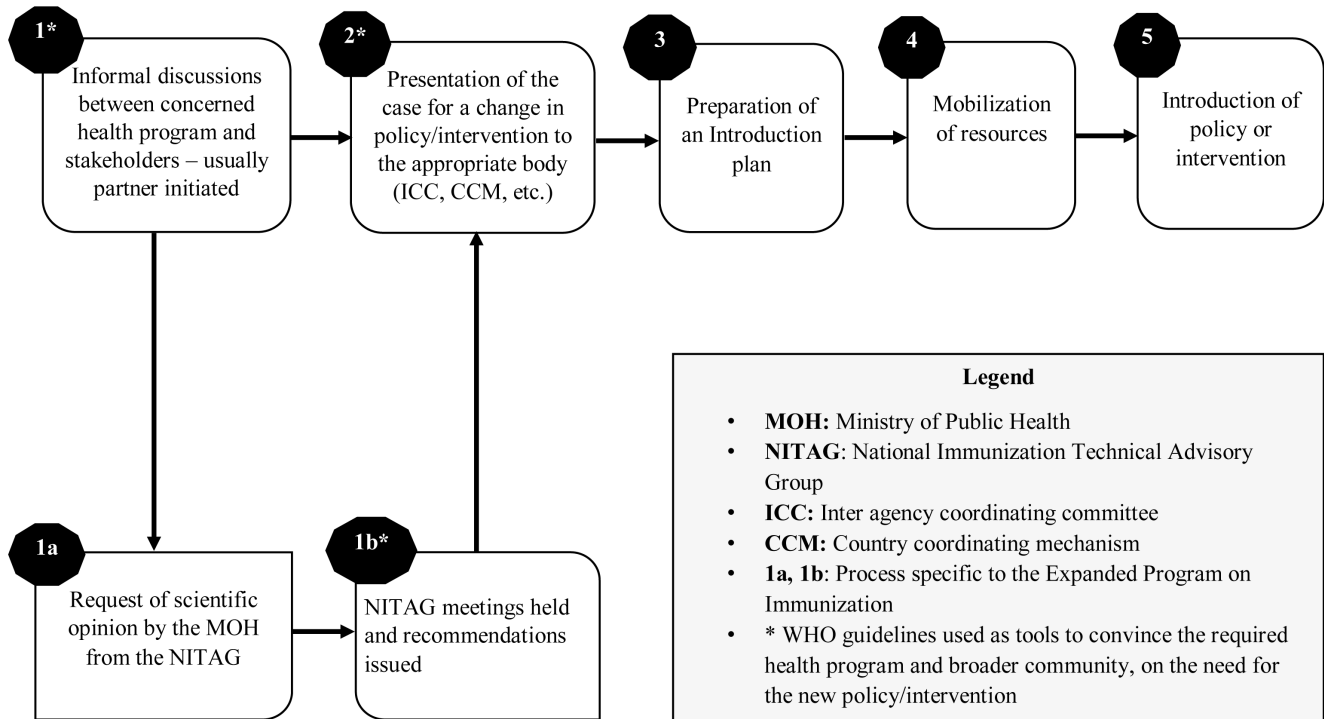 1*
Informal discussions
between concerned
health program and
stakeholders – usually
partner initiated
2*
Presentation of the
case for a change in
policy/intervention to
the appropriate body
(ICC, CCM, etc.)
3
Preparation of
an Introduction
plan
4
Mobilization
of resources
5
Introduction of
policy or
intervention
1a
Request of scientific
opinion by the MOH
from the NITAG
1b*
NITAG meetings held
and recommendations
issued
Legend
• MOH: Ministry of Public Health
• NITAG: National Immunization Technical Advisory
Group
• ICC: Inter agency coordinating committee
• CCM: Country coordinating mechanism
• 1a, 1b: Process specific to the Expanded Program on
Immunization
• * WHO guidelines used as tools to convince the required
health program and broader community, on the need for
the new policy/intervention